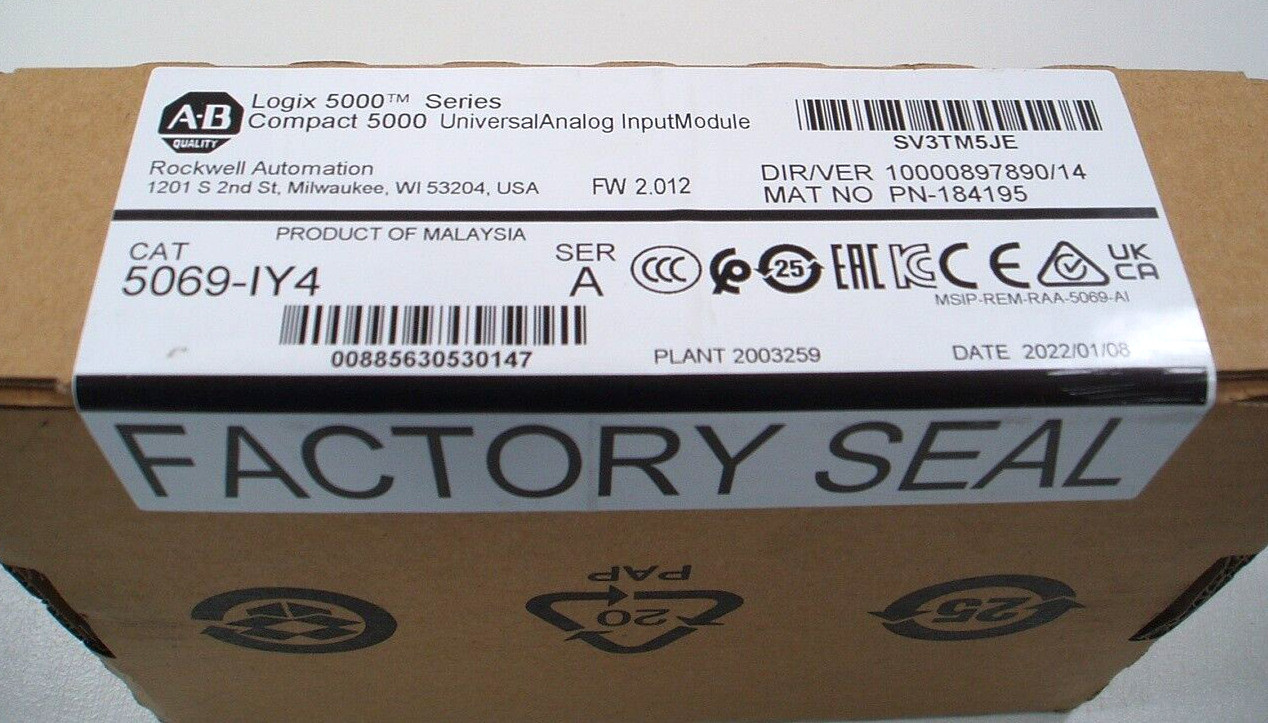 A-B
QUALITY
Logix 5000™ Series
Compact 5000 UniversalAnalog InputModule
SV3TM5JE
Rockwell Automation
1201 S 2nd St, Milwaukee, WI 53204, USA
FW 2.012
DIR/VER 10000897890/14
MAT NO PN-184195
PRODUCT OF MALAYSIA
CAT
5069-IY4
SER
A
CCC
25
EAC
KC
CE
UK
CA
MSIP-REM-RAA-5069-AI
00885630530147
PLANT 2003259
DATE 2022/01/08
FACTORY SEAL
PAP
20
25